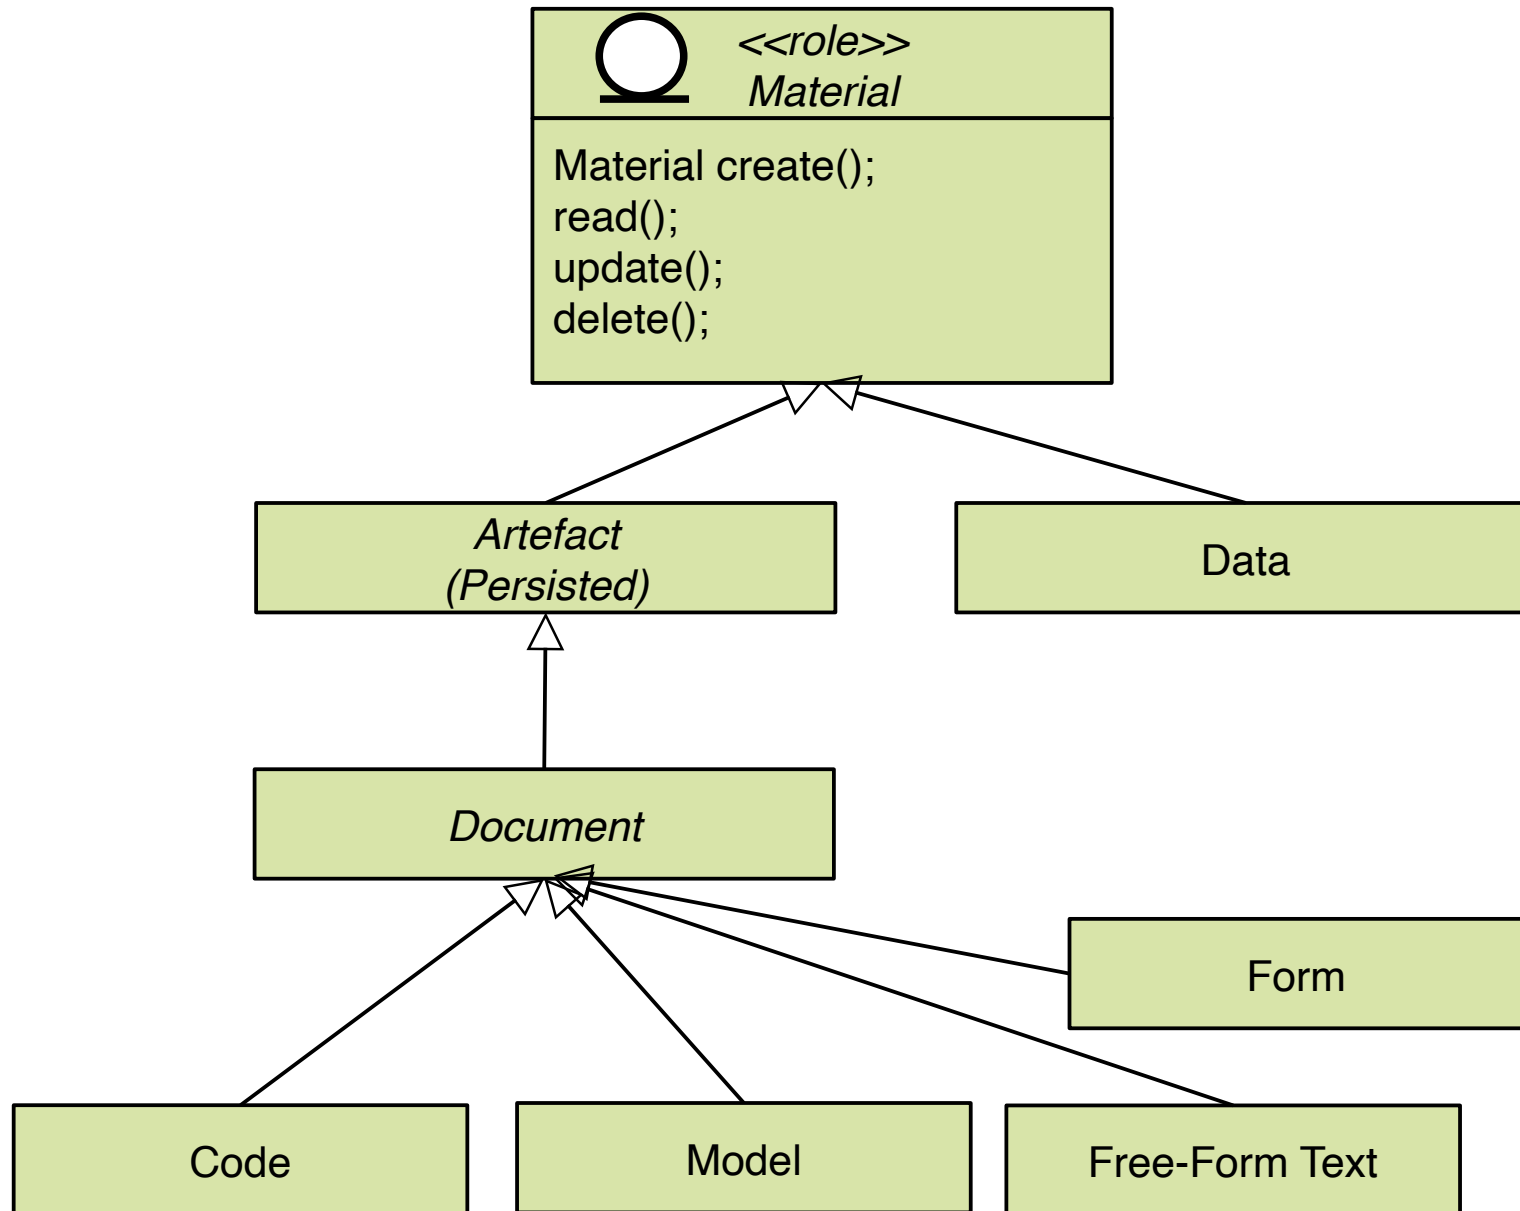 <<role>>
Material
Material create();
read();
update();
delete();
Artefact
(Persisted)
Data
Document
Form
Code
Model
Free-Form Text